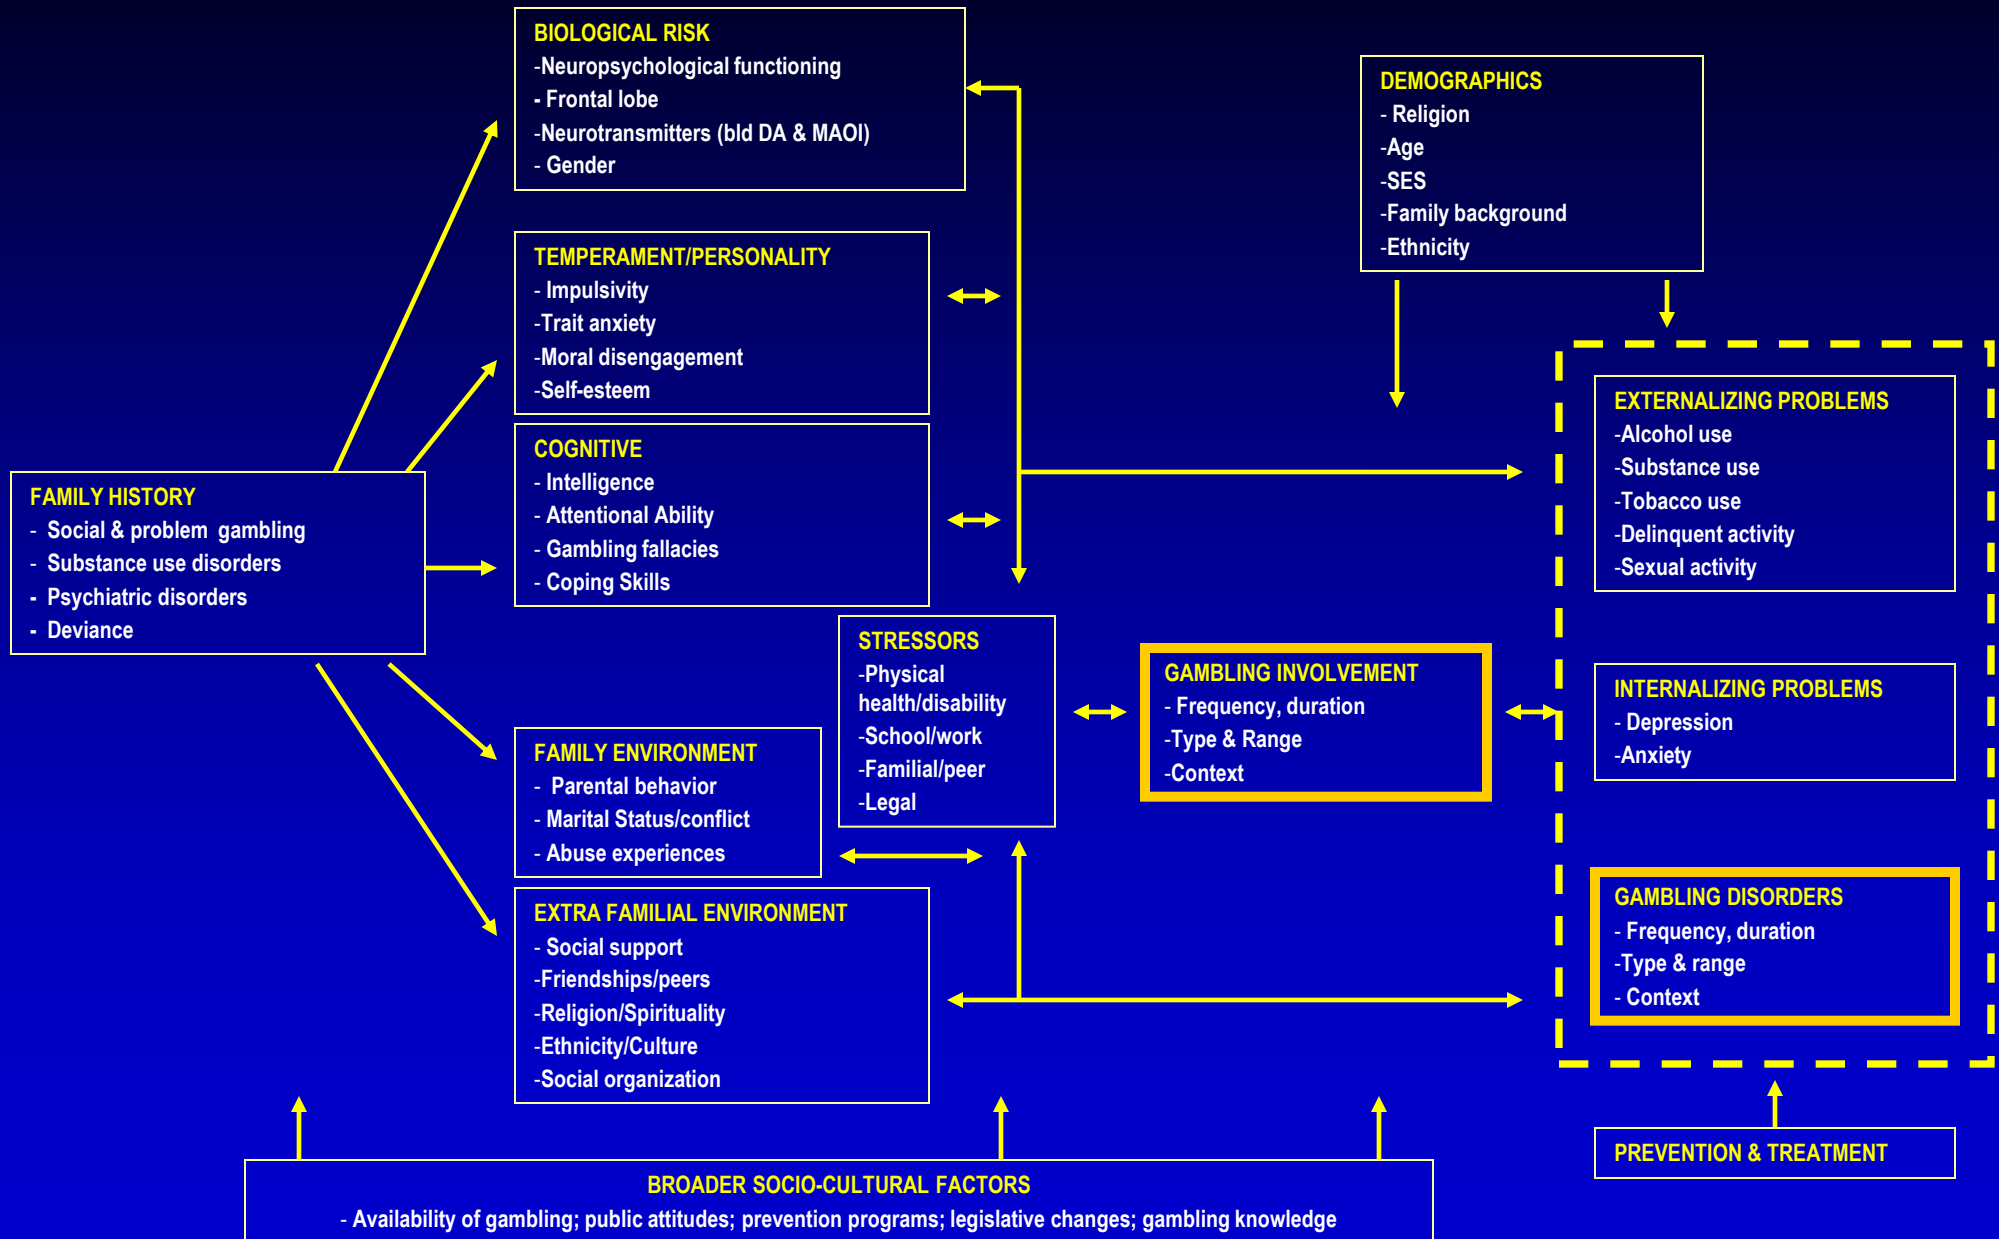 BIOLOGICAL RISK
-Neuropsychological functioning
- Frontal lobe
-Neurotransmitters (bld DA & MAOI)
- Gender
DEMOGRAPHICS
- Religion
-Age
-SES
-Family background
-Ethnicity
TEMPERAMENT/PERSONALITY
- Impulsivity
-Trait anxiety
-Moral disengagement
-Self-esteem
COGNITIVE
- Intelligence
- Attentional Ability
- Gambling fallacies
- Coping Skills
FAMILY HISTORY
- Social & problem gambling
- Substance use disorders
- Psychiatric disorders
- Deviance
EXTERNALIZING PROBLEMS
-Alcohol use
-Substance use
-Tobacco use
-Delinquent activity
-Sexual activity
STRESSORS
-Physical
health/disability
-School/work
-Familial/peer
-Legal
GAMBLING INVOLVEMENT
- Frequency, duration
-Type & Range
-Context
INTERNALIZING PROBLEMS
- Depression
-Anxiety
FAMILY ENVIRONMENT
- Parental behavior
- Marital Status/conflict
- Abuse experiences
EXTRA FAMILIAL ENVIRONMENT
- Social support
-Friendships/peers
-Religion/Spirituality
-Ethnicity/Culture
-Social organization
GAMBLING DISORDERS
- Frequency, duration
-Type & range
- Context
PREVENTION & TREATMENT
BROADER SOCIO-CULTURAL FACTORS
- Availability of gambling; public attitudes; prevention programs; legislative changes; gambling knowledge